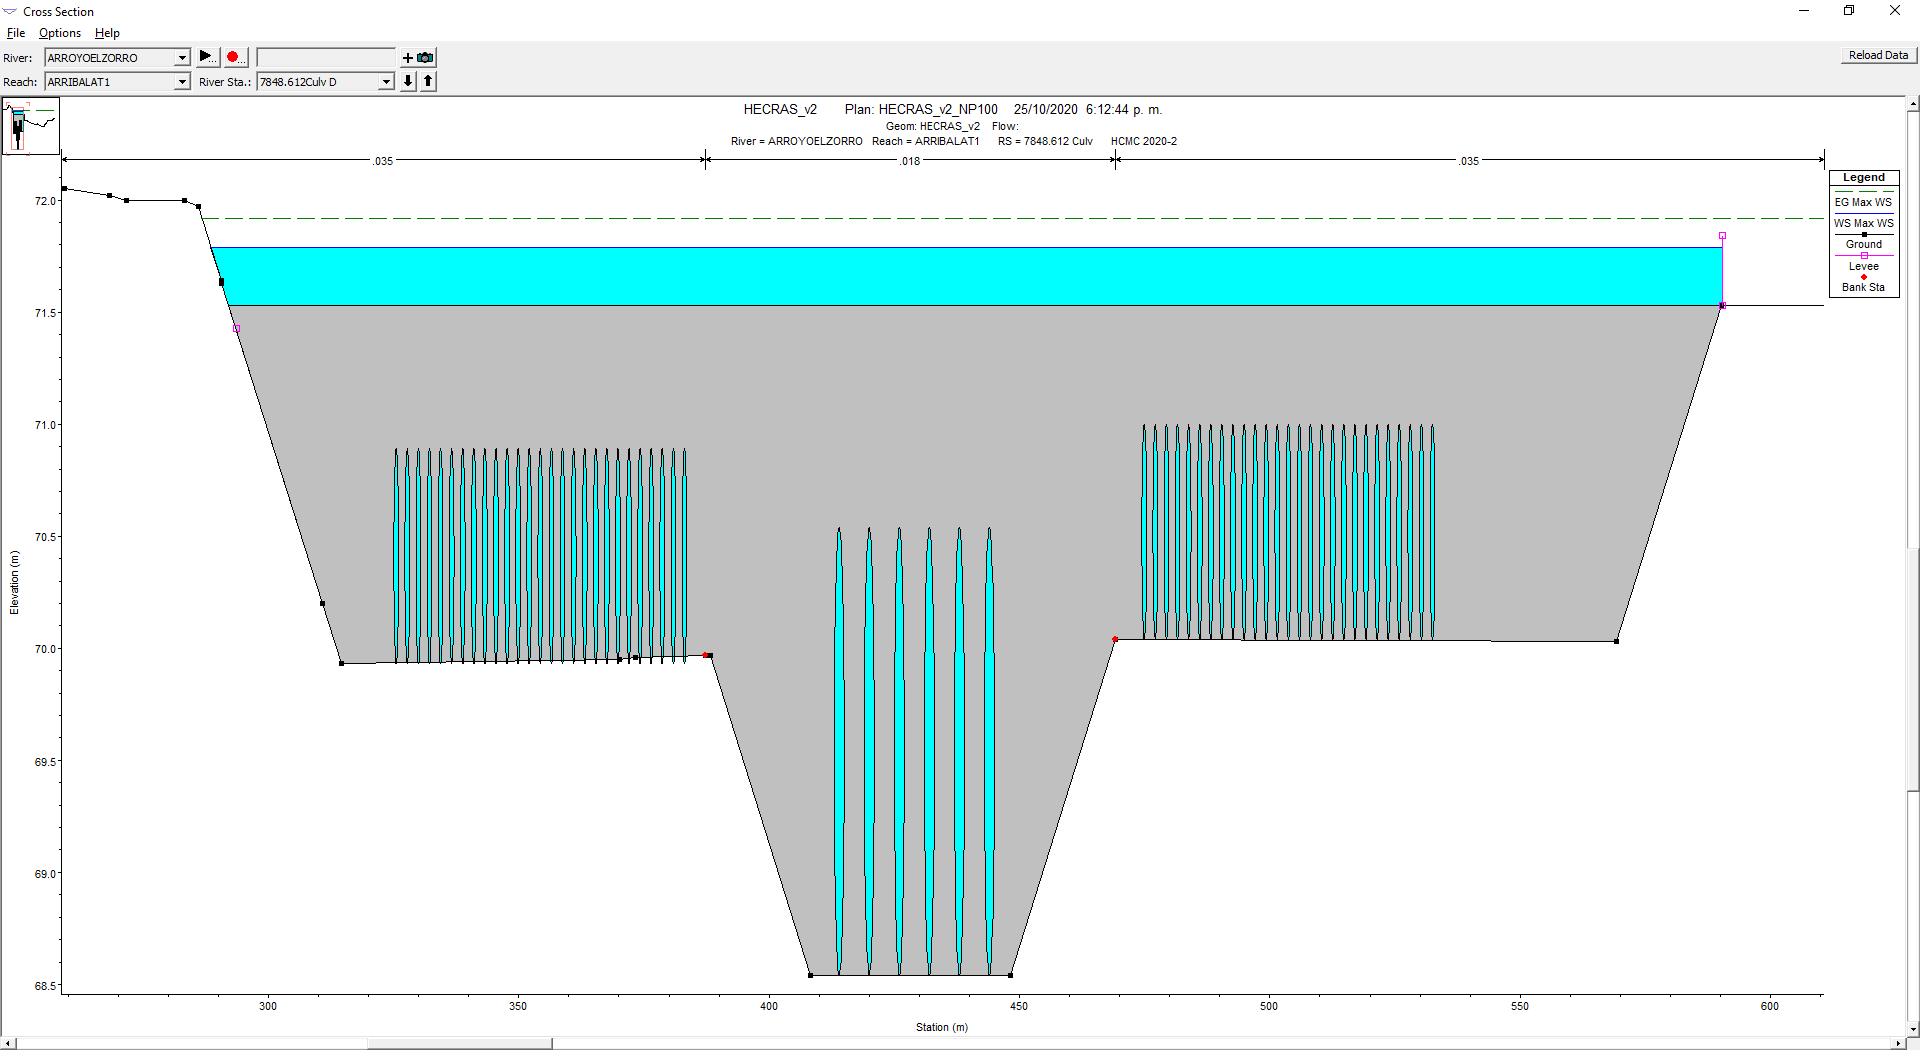 Cross Section
File Options Help
River: ARROYOELZORRO
Reload Data
Reach: ARRIBALAT1 River Sta.: 7848.612Culv D
HECRAS_v2 Plan: HECRAS_v2_NP100 25/10/2020 6:12:44 p. m.
Geom: HECRAS_v2 Flow:
River = ARROYOELZORRO Reach = ARRIBALAT1 RS = 7848.612 Culv HCMC 2020-2
.035 .018 .035
Legend
EG Max WS
WS Max WS
Ground
Levee
Bank Sta
72.0
71.5
71.0
70.5
70.0
69.5
69.0
68.5
Elevation (m)
300 350 400 450 500 550 600
Station (m)